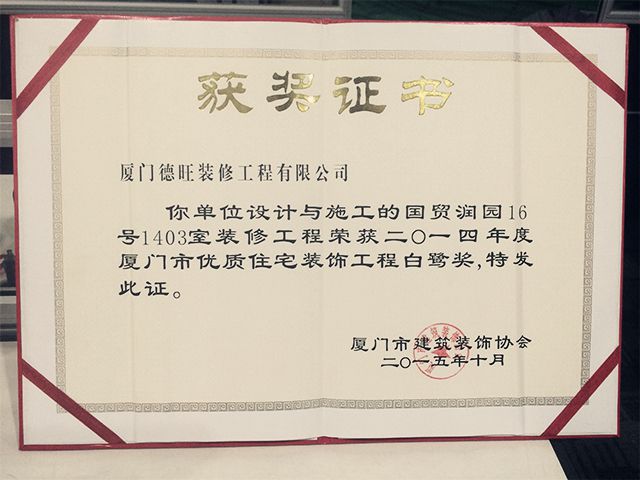 获奖证书
厦门德旺装修工程有限公司
你单位设计与施工的国贸润园16
号1403室装修工程荣获二〇一四年度
厦门市优质住宅装饰工程白鹭奖,特发
此证。
厦门市建筑装饰协会
二〇一五年十月